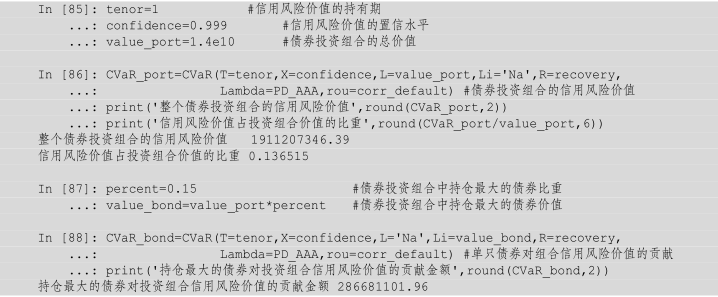 In [85]: tenor=1 #信用风险价值的持有期
...: confidence=0.999 #信用风险价值的置信水平
...: value_port=1.4e10 #债券投资组合的总价值
In [86]: CVaR_port=CVaR(T=tenor,X=confidence,L=value_port,Li='Na',R=recovery,
...: Lambda=PD_AAA,rou=corr_default) #债券投资组合的信用风险价值
...: print('整个债券投资组合的信用风险价值',round(CVaR_port,2))
...: print('信用风险价值占投资组合价值的比重',round(CVaR_port/value_port,6))
整个债券投资组合的信用风险价值 1911207346.39
信用风险价值占投资组合价值的比重 0.136515
In [87]: percent=0.15 #债券投资组合中持仓最大的债券比重
...: value_bond=value_port*percent #债券投资组合中持仓最大的债券价值
In [88]: CVaR_bond=CVaR(T=tenor,X=confidence,L='Na',Li=value_bond,R=recovery,
...: Lambda=PD_AAA,rou=corr_default) #单只债券对组合信用风险价值的贡献
...: print('持仓最大的债券对投资组合信用风险价值的贡献金额',round(CVaR_bond,2))
持仓最大的债券对投资组合信用风险价值的贡献金额 286681101.96